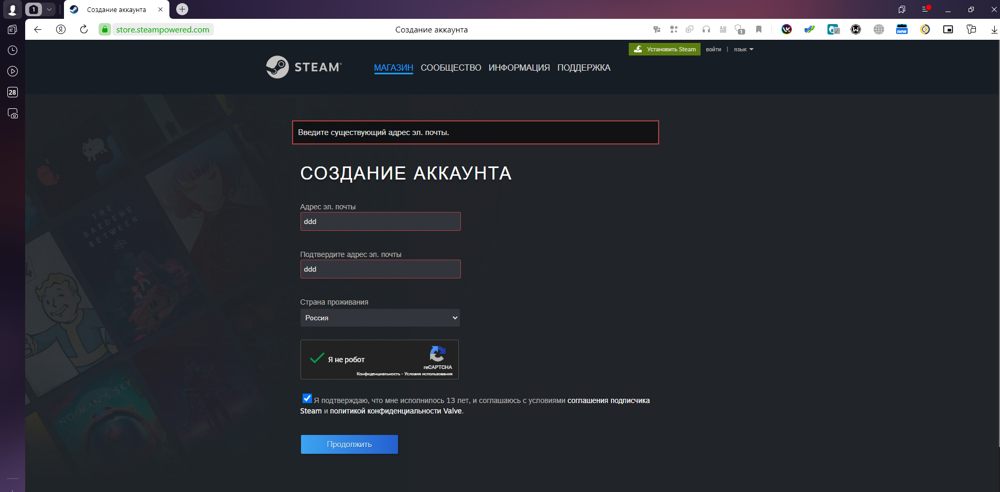 1
Создание аккаунта
Я
store.steampowered.com
Создание аккаунта
1
new
28
Установить Steam
войти | язык
STEAM®
МАГАЗИН СООБЩЕСТВО ИНФОРМАЦИЯ ПОДДЕРЖКА
Введите существующий адрес эл. почты.
СОЗДАНИЕ АККАУНТА
Адрес эл. почты
ddd
Подтвердите адрес эл. почты
ddd
Страна проживания
Россия
Я не робот
reCAPTCHA
Конфиденциальность - Условия использования
Я подтверждаю, что мне исполнилось 13 лет, и соглашаюсь с условиями соглашения подписчика
Steam и политикой конфиденциальности Valve.
Продолжить
THE
GARDENS
BETWEEN
NO MAN'S SKY